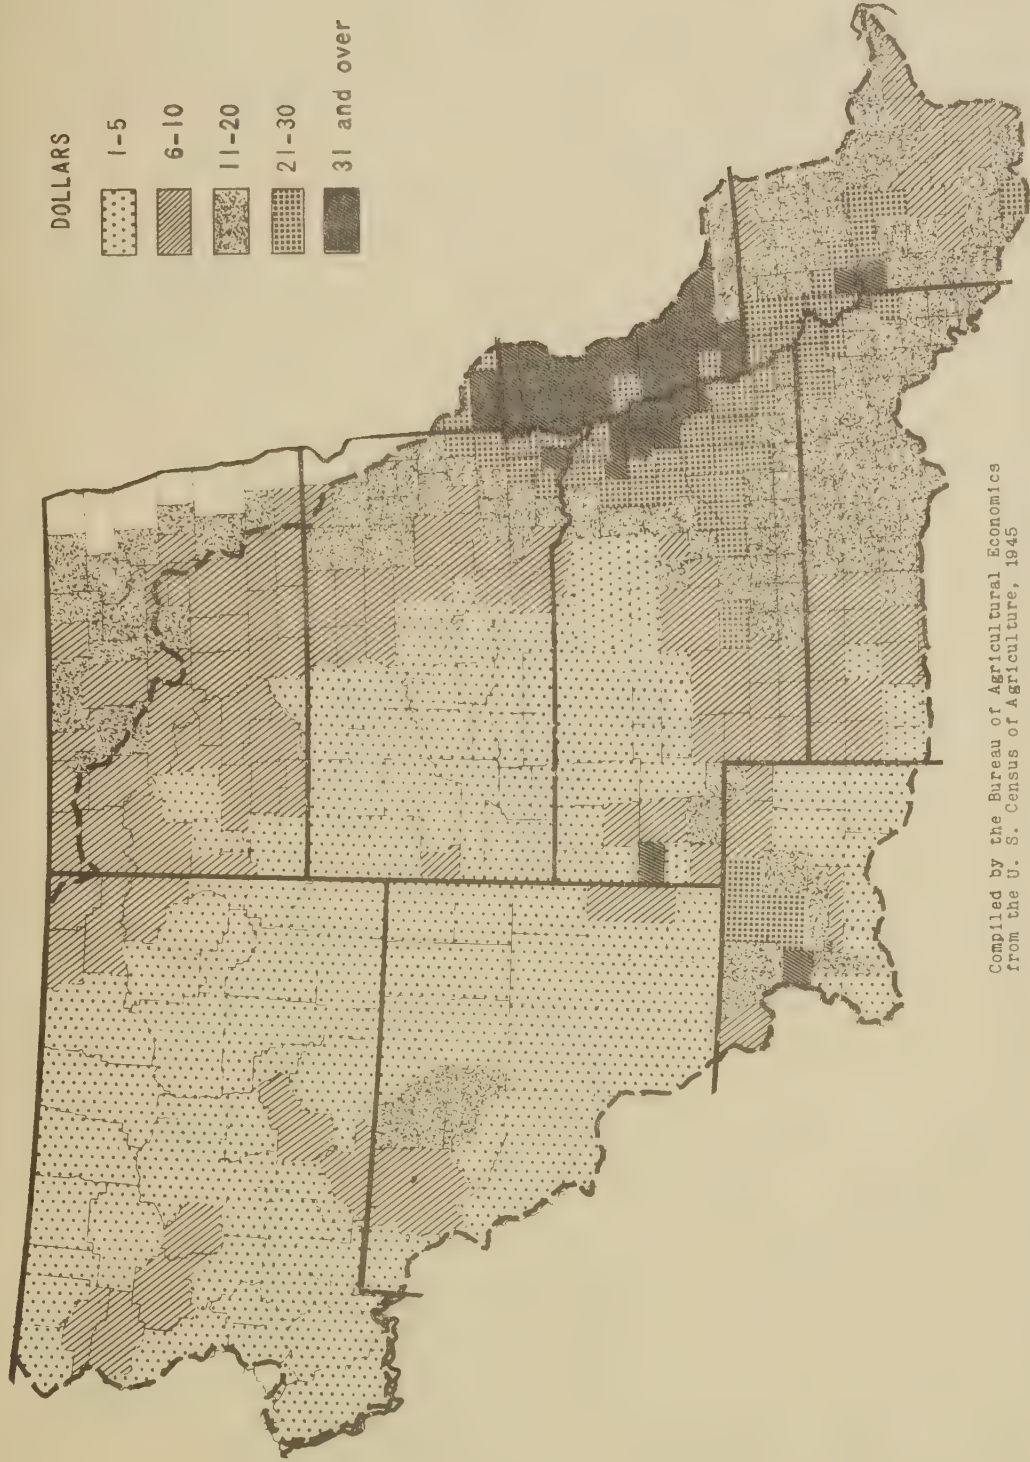 DOLLARS
1-5
6-10
11-20
21-30
31 and over
Compiled by the Bureau of Agricultural Economics
from the U. S. Census of Agriculture, 1945